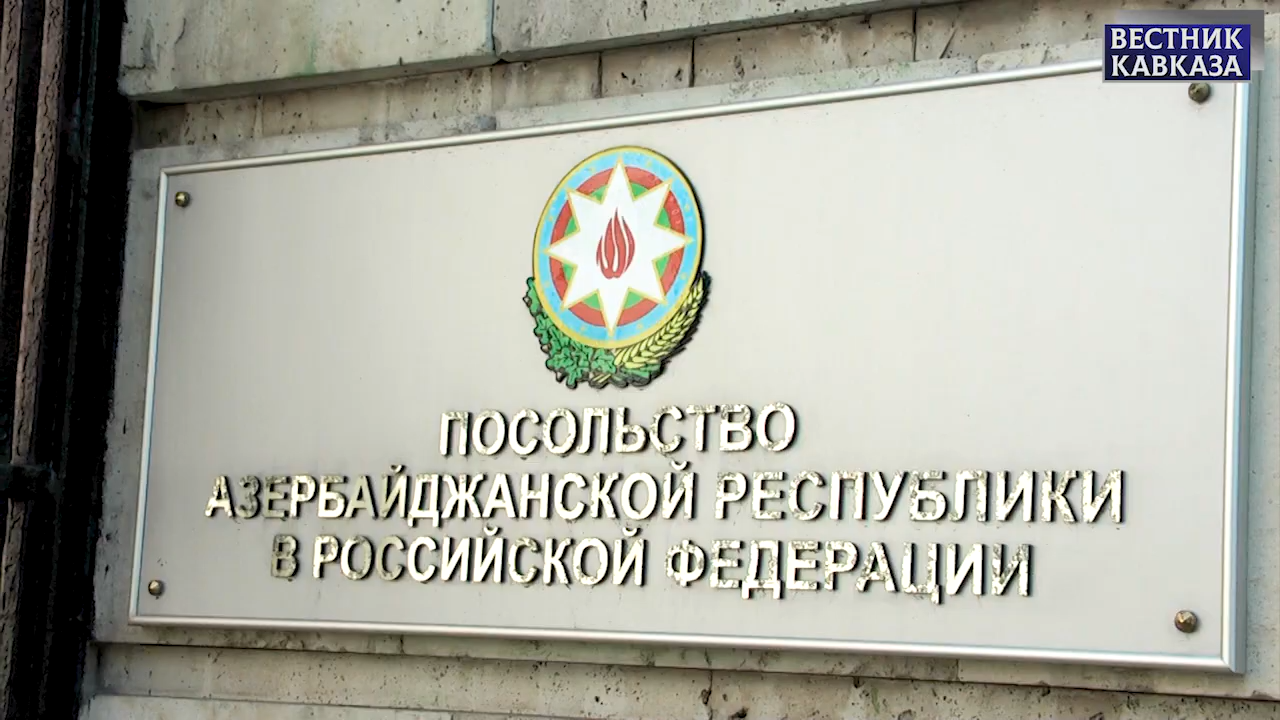 ВЕСТНИК
КАВКАЗА
ПОСОЛЬСТВО
АЗЕРБАЙДЖАНСКОЙ РЕСПУБЛИКИ
В РОССИЙСКОЙ ФЕДЕРАЦИИ